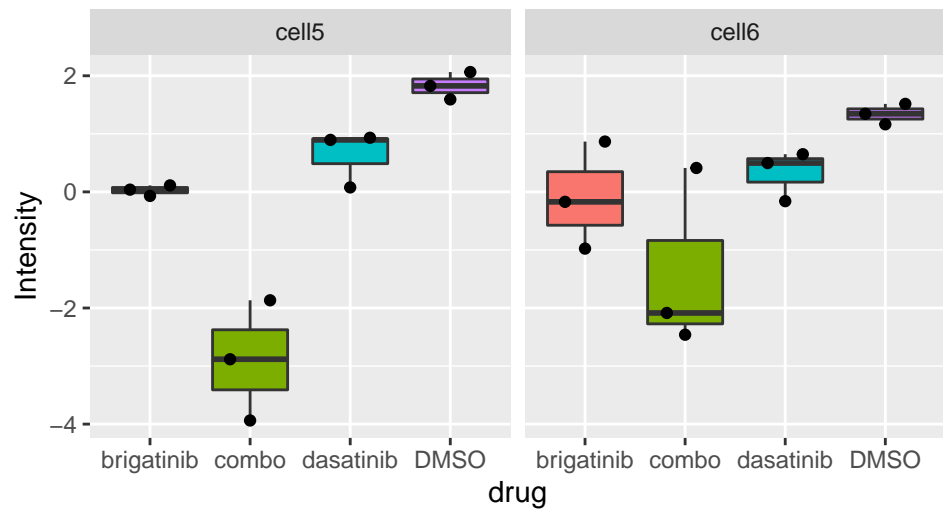 cell5 cell6
Intensity
2
0
−2
−4
brigatinib combo dasatinib DMSO brigatinib combo dasatinib DMSO
drug